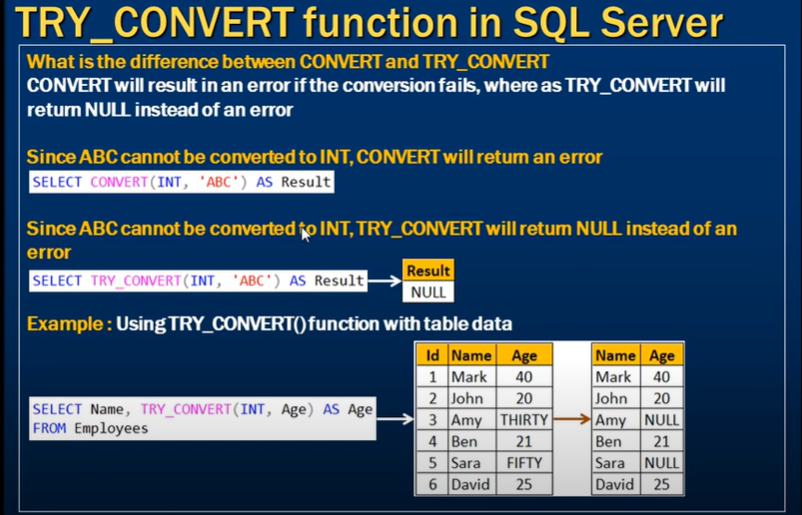 TRY_CONVERT function in SQL Server
What is the difference between CONVERT and TRY_CONVERT
CONVERT will result in an error if the conversion fails, where as TRY_CONVERT will
return NULL instead of an error
Since ABC cannot be converted to INT, CONVERT will return an error
SELECT CONVERT(INT, 'ABC') AS Result
Since ABC cannot be converted to INT, TRY_CONVERT will return NULL instead of an
error
SELECT TRY_CONVERT(INT, 'ABC') AS Result
Result
NULL
Example : Using TRY_CONVERT() function with table data
SELECT Name, TRY_CONVERT(INT, Age) AS Age
FROM Employees
Id Name Age
1 Mark 40
2 John 20
3 Amy THIRTY
4 Ben 21
5 Sara FIFTY
6 David 25
Name Age
Mark 40
John 20
Amy NULL
Ben 21
Sara NULL
David 25